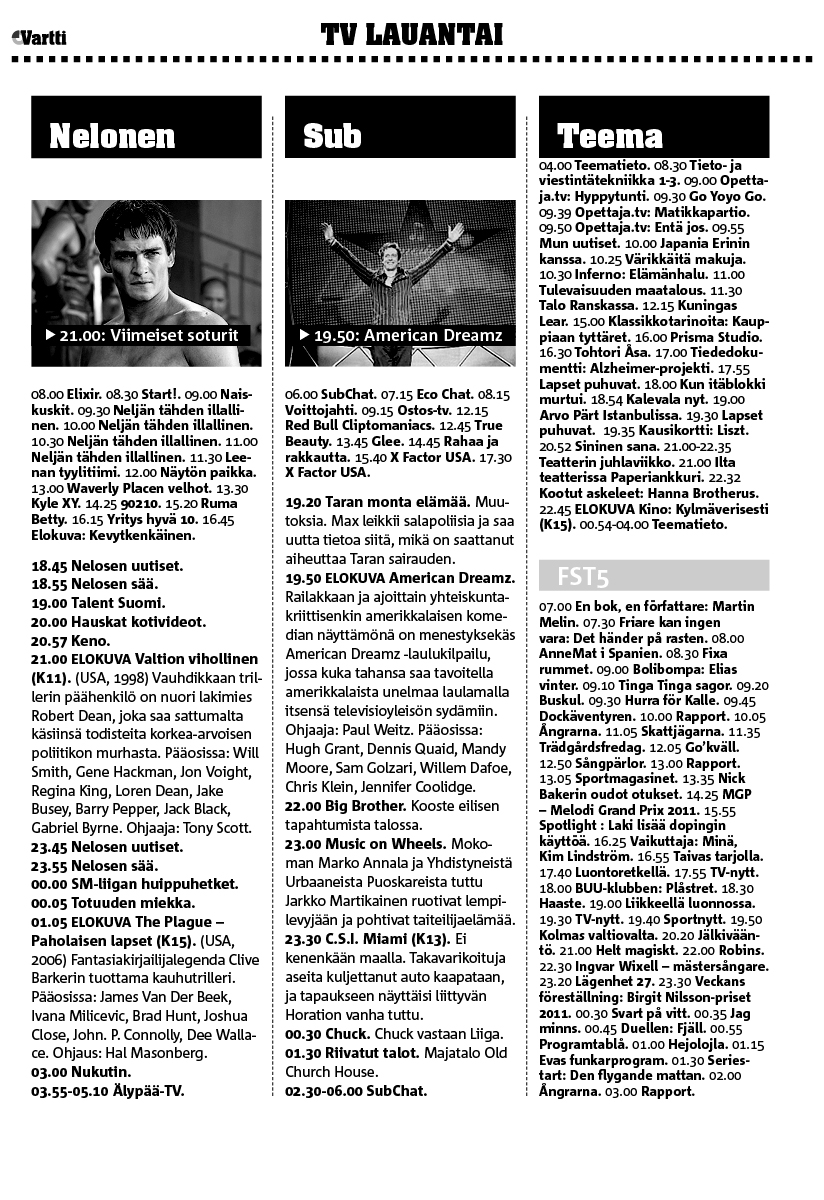 Vartti
TV LAUANTAI
Nelonen
21.00: Viimeiset soturit
08.00 Elixir. 08.30 Start!. 09.00 Nais-
kuskit. 09.30 Neljän tähden illalli-
nen. 10.00 Neljän tähden illallinen.
10.30 Neljän tähden illallinen. 11.00
Neljän tähden illallinen. 11.30 Lee-
nan tyylitiimi. 12.00 Näytön paikka.
13.00 Waverly Placen velhot. 13.30
Kyle XY. 14.25 90210. 15.20 Ruma
Betty. 16.15 Yritys hyvä 10. 16.45
Elokuva: Kevytkenkäinen.
18.45 Nelosen uutiset.
18.55 Nelosen sää.
19.00 Talent Suomi.
20.00 Hauskat kotivideot.
20.57 Keno.
21.00 ELOKUVA Valtion vihollinen
(K11). (USA, 1998) Vauhdikkaan tril-
lerin päähenkilö on nuori lakimies
Robert Dean, joka saa sattumalta
käsiinsä todisteita korkea-arvoisen
poliitikon murhasta. Pääosissa: Will
Smith, Gene Hackman, Jon Voight,
Regina King, Loren Dean, Jake
Busey, Barry Pepper, Jack Black,
Gabriel Byrne. Ohjaaja: Tony Scott.
23.45 Nelosen uutiset.
23.55 Nelosen sää.
00.00 SM-liigan huippuhetket.
00.05 Totuuden miekka.
01.05 ELOKUVA The Plague –
Paholaisen lapset (K15). (USA,
2006) Fantasiakirjailijalegenda Clive
Barkerin tuottama kauhutrilleri.
Pääosissa: James Van Der Beek,
Ivana Milicevic, Brad Hunt, Joshua
Close, John. P. Connolly, Dee Walla-
ce. Ohjaus: Hal Masonberg.
03.00 Nukutin.
03.55-05.10 Älypää-TV.
Sub
19.50: American Dreamz
06.00 SubChat. 07.15 Eco Chat. 08.15
Voittojahti. 09.15 Ostos-tv. 12.15
Red Bull Cliptomaniacs. 12.45 True
Beauty. 13.45 Glee. 14.45 Rahaa ja
rakkautta. 15.40 X Factor USA. 17.30
X Factor USA.
19.20 Taran monta elämää. Muu-
toksia. Max leikkii salapoliisia ja saa
uutta tietoa siitä, mikä on saattanut
aiheuttaa Taran sairauden.
19.50 ELOKUVA American Dreamz.
Railakkaan ja ajoittain yhteiskunta-
kriittisenkin amerikkalaisen kome-
dian näyttämönä on menestyksekäs
American Dreamz -laulukilpailu,
jossa kuka tahansa saa tavoitella
amerikkalaista unelmaa laulamalla
itsensä televisioyleisön sydämiin.
Ohjaaja: Paul Weitz. Pääosissa:
Hugh Grant, Dennis Quaid, Mandy
Moore, Sam Golzari, Willem Dafoe,
Chris Klein, Jennifer Coolidge.
22.00 Big Brother. Kooste eilisen
tapahtumista talossa.
23.00 Music on Wheels. Moko-
man Marko Annala ja Yhdistyneistä
Urbaaneista Puoskareista tuttu
Jarkko Martikainen ruotivat lempi-
levyjään ja pohtivat taiteilijaelämää.
23.30 C.S.I. Miami (K13). Ei
kenenkään maalla. Takavarikoituja
aseita kuljettanut auto kaapataan,
ja tapaukseen näyttäisi liittyvän
Horation vanha tuttu.
00.30 Chuck. Chuck vastaan Liiga.
01.30 Riivatut talot. Majatalo Old
Church House.
02.30-06.00 SubChat.
Teema
04.00 Teematieto. 08.30 Tieto- ja
viestintätekniikka 1-3. 09.00 Opetta-
ja.tv: Hyppytunti. 09.30 Go Yoyo Go.
09.39 Opettaja.tv: Matikkapartio.
09.50 Opettaja.tv: Entä jos. 09.55
Mun uutiset. 10.00 Japania Erinin
kanssa. 10.25 Värikkäitä makuja.
10.30 Inferno: Elämänhalu. 11.00
Tulevaisuuden maatalous. 11.30
Talo Ranskassa. 12.15 Kuningas
Lear. 15.00 Klassikkotarinoita: Kaup-
piaan tyttäret. 16.00 Prisma Studio.
16.30 Tohtori Åsa. 17.00 Tiededoku-
mentti: Alzheimer-projekti. 17.55
Lapset puhuvat. 18.00 Kun itäblokki
murtui. 18.54 Kalevala nyt. 19.00
Arvo Pärt Istanbulissa. 19.30 Lapset
puhuvat. 19.35 Kausikortti: Liszt.
20.52 Sininen sana. 21.00-22.35
Teatterin juhlaviikko. 21.00 Ilta
teatterissa Paperiankkuri. 22.32
Kootut askeleet: Hanna Brotherus.
22.45 ELOKUVA Kino: Kylmäverisesti
(K15). 00.54-04.00 Teematieto.
FST5
07.00 En bok, en författare: Martin
Melin. 07.30 Friare kan ingen
vara: Det händer på rasten. 08.00
AnneMat i Spanien. 08.30 Fixa
rummet. 09.00 Bolibompa: Elias
vinter. 09.10 Tinga Tinga sagor. 09.20
Buskul. 09.30 Hurra för Kalle. 09.45
Dockäventyren. 10.00 Rapport. 10.05
Ångrarna. 11.05 Skattjägarna. 11.35
Trädgårdsfredag. 12.05 Go’kväll.
12.50 Sångpärlor. 13.00 Rapport.
13.05 Sportmagasinet. 13.35 Nick
Bakerin oudot otukset. 14.25 MGP
– Melodi Grand Prix 2011. 15.55
Spotlight : Laki lisää dopingin
käyttöä. 16.25 Vaikuttaja: Minä,
Kim Lindström. 16.55 Taivas tarjolla.
17.40 Luontoretkellä. 17.55 TV-nytt.
18.00 BUU-klubben: Plåstret. 18.30
Haaste. 19.00 Liikkeellä luonnossa.
19.30 TV-nytt. 19.40 Sportnytt. 19.50
Kolmas valtiovalta. 20.20 Jälkivään-
tö. 21.00 Helt magiskt. 22.00 Robins.
22.30 Ingvar Wixell – mästersångare.
23.20 Lägenhet 27. 23.30 Veckans
föreställning: Birgit Nilsson-priset
2011. 00.30 Svart på vitt. 00.35 Jag
minns. 00.45 Duellen: Fjäll. 00.55
Programtablå. 01.00 Hejolojla. 01.15
Evas funkarprogram. 01.30 Series-
tart: Den flygande mattan. 02.00
Ångrarna. 03.00 Rapport.